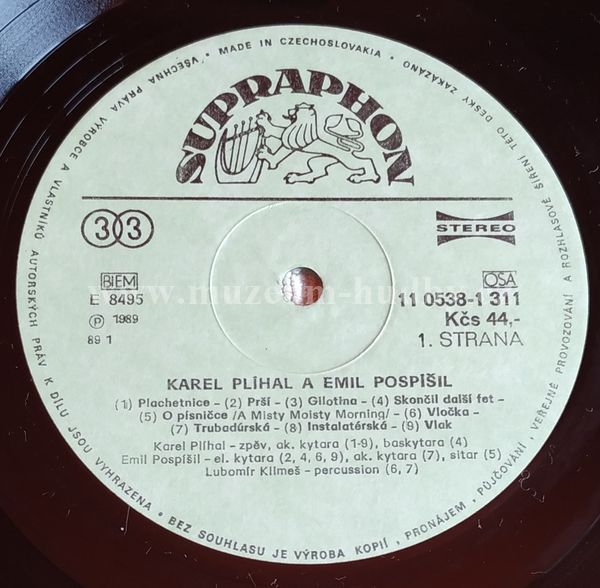 VŠECHNA PRÁVA VÝROBCE A VLASTNÍKŮ AUTORSKÝCH PRÁV K DÍLU JSOU VYHRAZENA • BEZ SOUHLASU JE VÝROBA KOPIÍ, PRONÁJEM, PŮJČOVÁNÍ, VEŘEJNÉ PROVOZOVÁNÍ A ROZHLASOVÉ ŠÍŘENÍ TÉTO DESKY ZAKÁZÁNO • MADE IN CZECHOSLOVAKIA •
SUPRAPHON
33
STEREO
BIEM
OSA
E 8495
11 0538-1 311
℗ 1989
Kčs 44,-
89 1
1. STRANA
KAREL PLÍHAL A EMIL POSPÍŠIL
(1) Plachetnice - (2) Prší - (3) Gilotina - (4) Skončil další fet -
(5) O písničce /A Misty Moisty Morning/ - (6) Vločka -
(7) Trubadúrská - (8) Instalatérská - (9) Vlak
Karel Plíhal - zpěv, ak. kytara (1-9), baskytara (4)
Emil Pospíšil - el. kytara (2, 4, 6, 9), ak. kytara (7), sitar (5)
Lubomír Klimeš - percussion (6, 7)